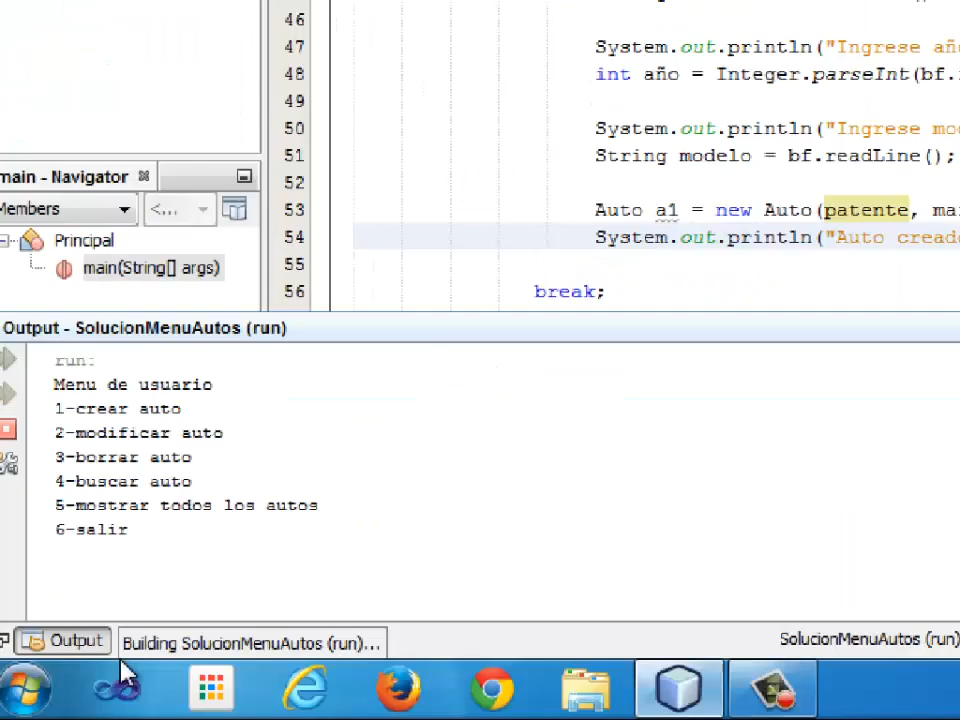 46
47 System.out.println("Ingrese año
48 int año = Integer.parseInt(bf.
49
50 System.out.println("Ingrese mo
51 String modelo = bf.readLine();
52
53 Auto a1 = new Auto(patente, ma
54 System.out.println("Auto creado
55
56 break;
main - Navigator
Members
<...
Principal
main(String[] args)
Output - SolucionMenuAutos (run)
run:
Menu de usuario
1-crear auto
2-modificar auto
3-borrar auto
4-buscar auto
5-mostrar todos los autos
6-salir
Output
Building SolucionMenuAutos (run)...
SolucionMenuAutos (run)